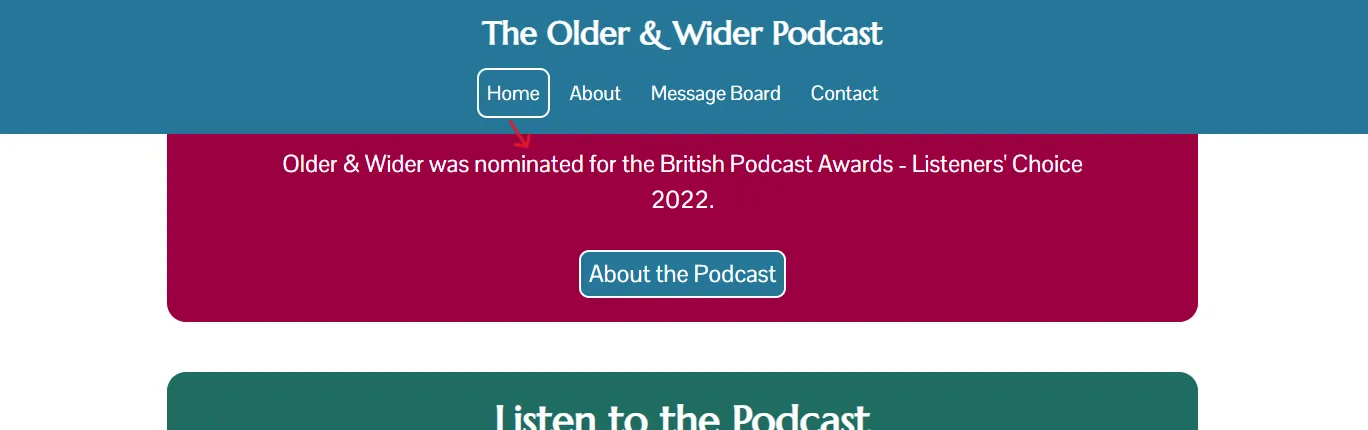 The Older & Wider Podcast
Home About Message Board Contact
Older & Wider was nominated for the British Podcast Awards - Listeners' Choice
2022.
About the Podcast
Listen to the Podcast